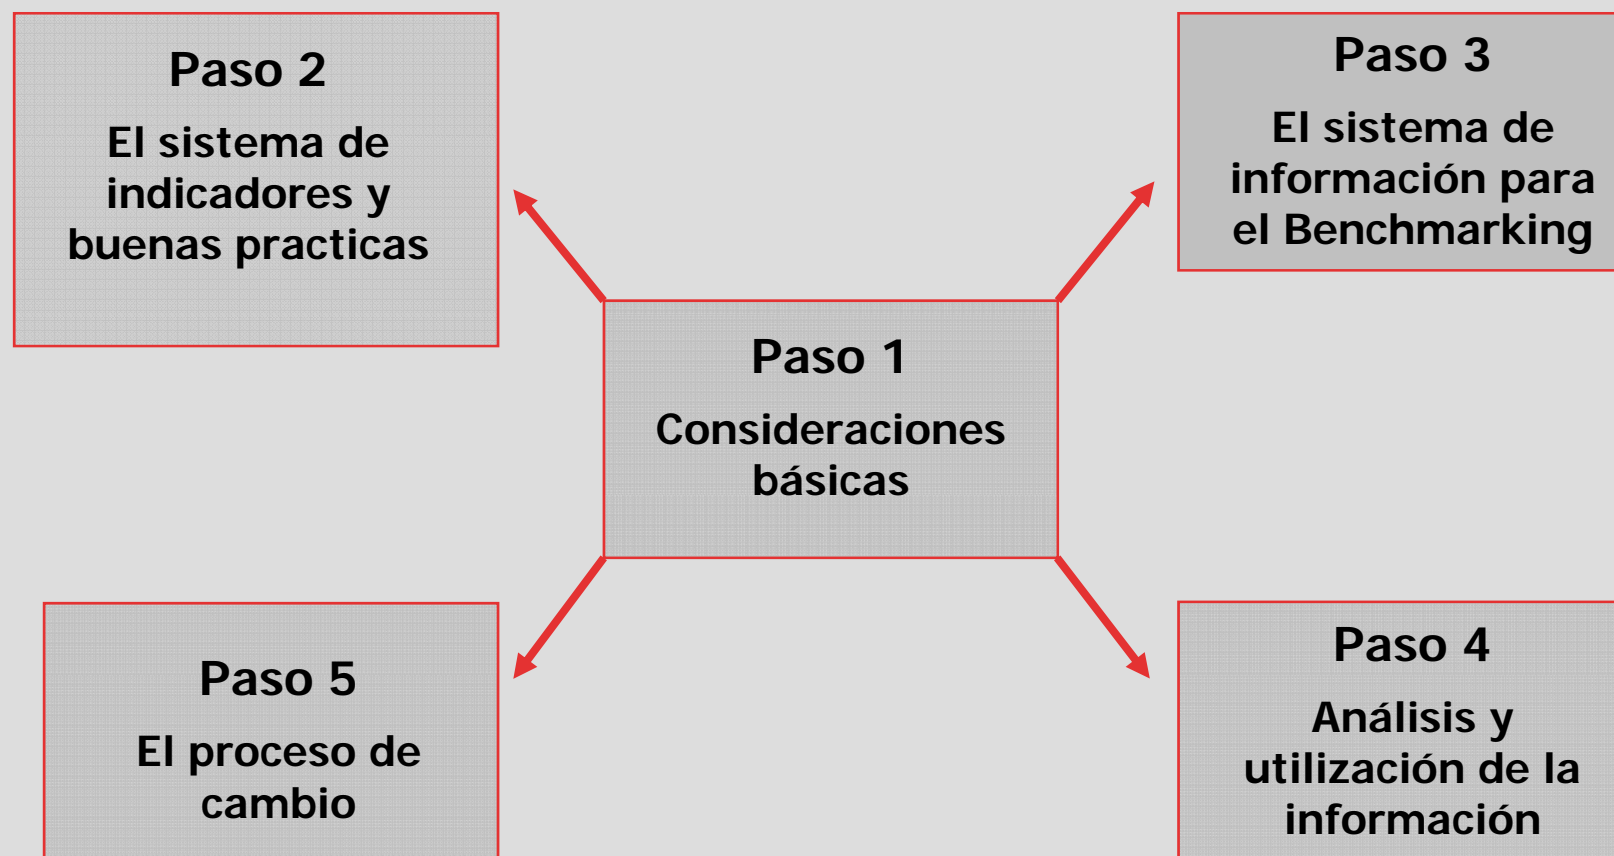 Paso 2
El sistema de
indicadores y
buenas practicas
Paso 3
El sistema de
información para
el Benchmarking
Paso 1
Consideraciones
básicas
Paso 5
El proceso de
cambio
Paso 4
Análisis y
utilización de la
información